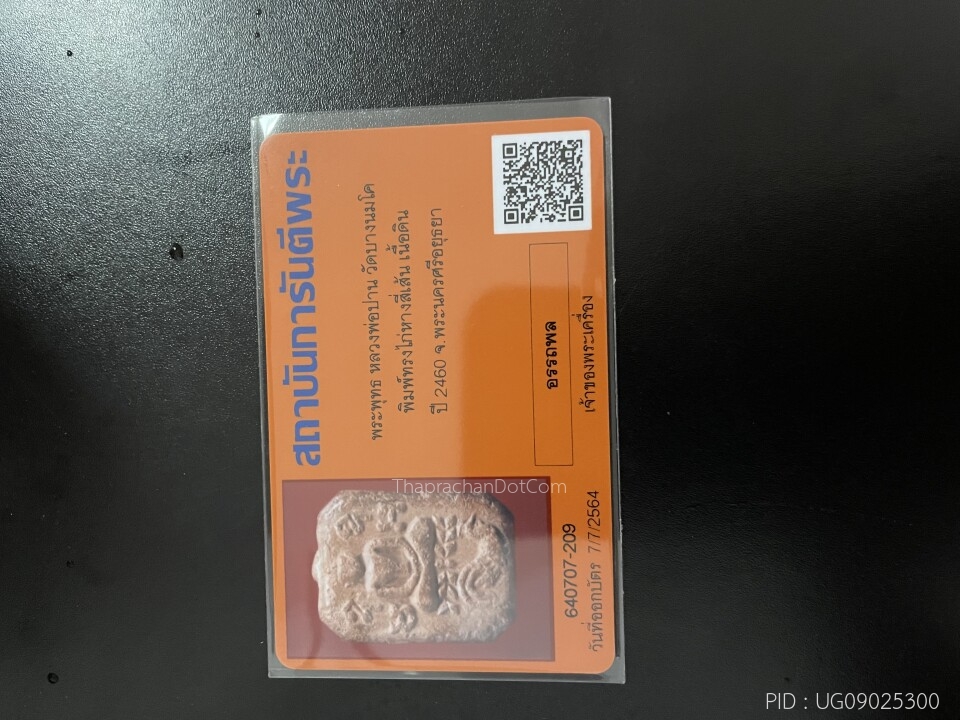 สถาบันการันตีพระ
พระพุทธ หลวงพ่อปาน วัดบางนมโค
พิมพ์ทรงไก่หางสี่เส้น เนื้อดิน
ปี 2460 จ.พระนครศรีอยุธยา
อรรถพล
เจ้าของพระเครื่อง
640707-209
วันที่ออกบัตร 7/7/2564
ThaprachanDotCom
PID : UG09025300